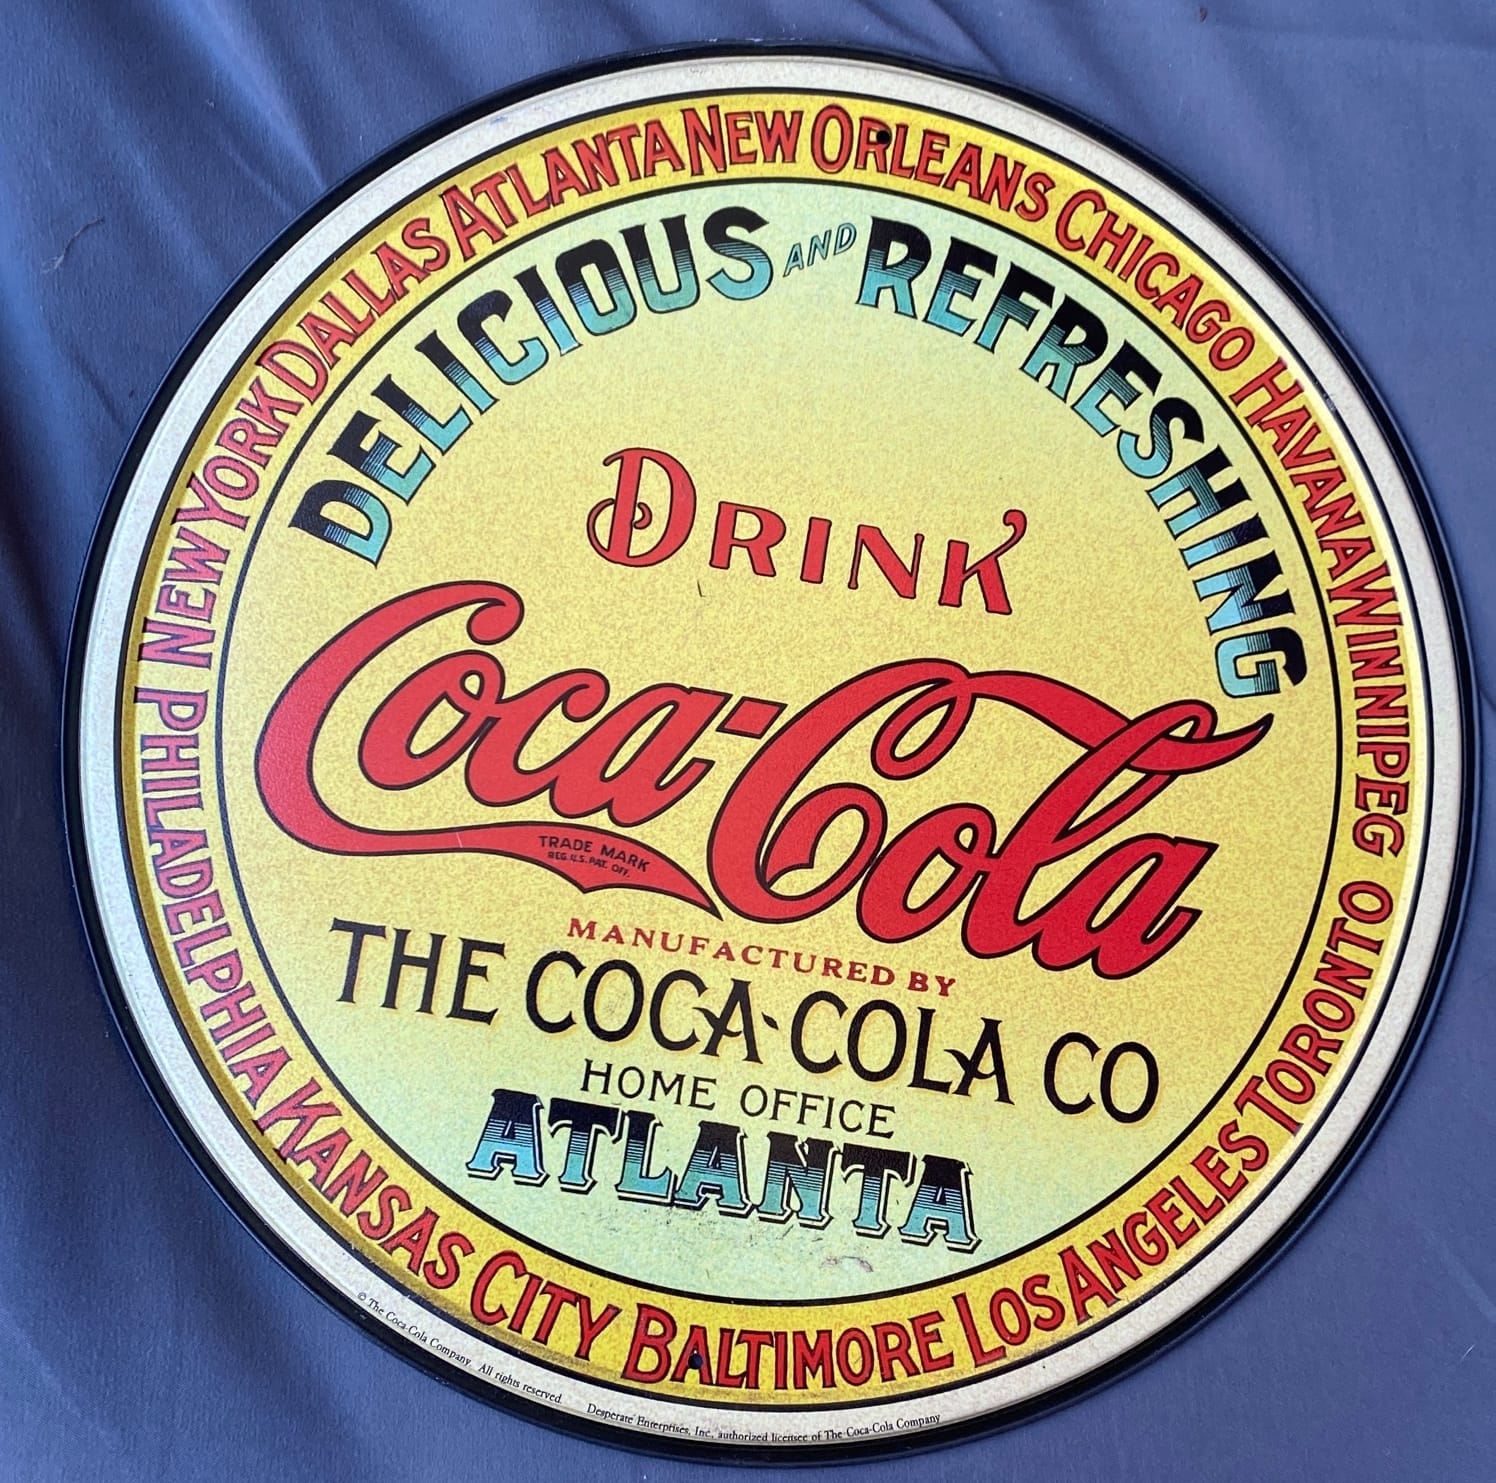 ATLANTA NEW ORLEANS CHICAGO HAVANA WINNIPEG TORONTO LOS ANGELES BALTIMORE KANSAS CITY PHILADELPHIA NEW YORK DALLAS
DELICIOUS AND REFRESHING
DRINK
Coca-Cola
TRADE MARK
REG. U.S. PAT. OFF.
MANUFACTURED BY
THE COCA-COLA CO
HOME OFFICE
ATLANTA
© The Coca-Cola Company. All rights reserved. Desperate Enterprises, Inc. authorized licensee of The Coca-Cola Company